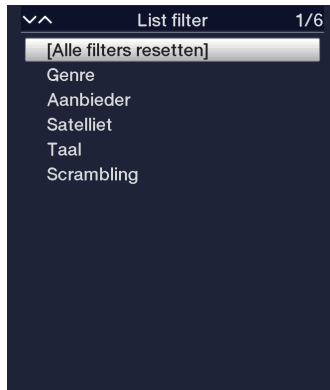 List filter 1/6
[Alle filters resetten]
Genre
Aanbieder
Satelliet
Taal
Scrambling